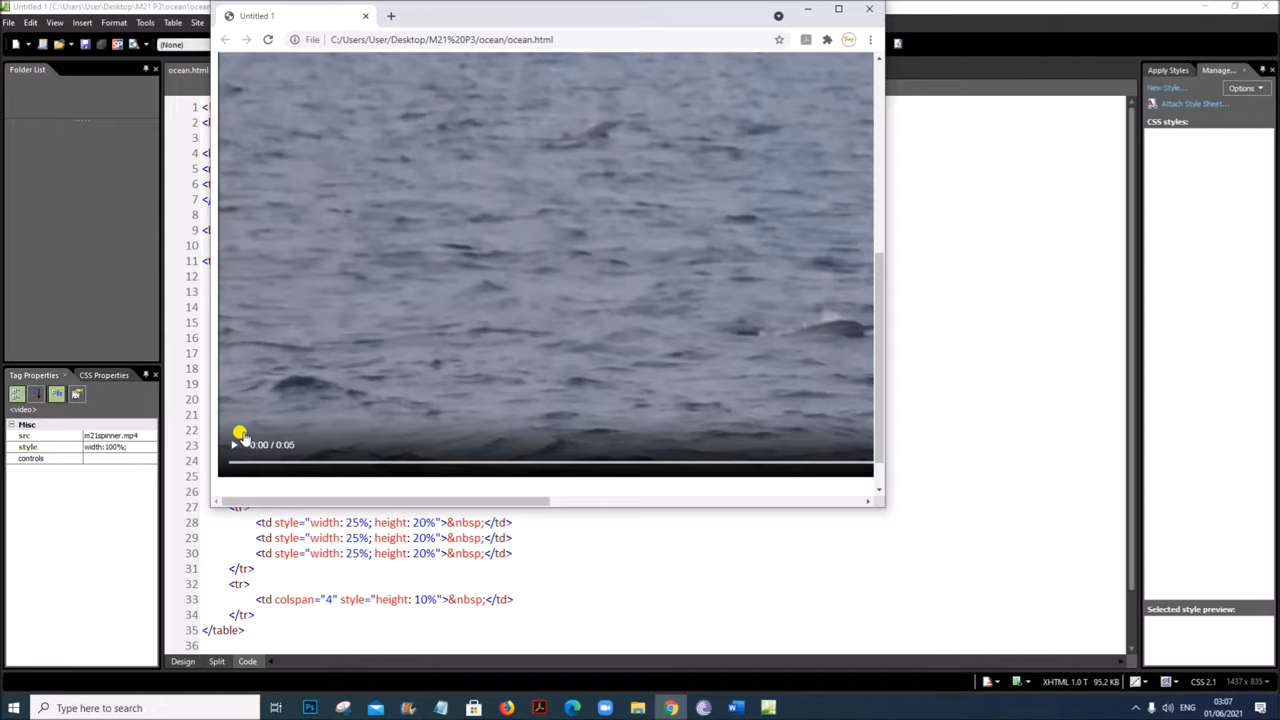 Untitled 1 (C:\Users\User\Desktop\M21 P3\ocean\ocean
File Edit View Insert Format Tools Table Site
(None)
Folder List
ocean.html
Untitled 1
File C:/Users/User/Desktop/M21%20P3/ocean/ocean.html
0:00 / 0:05
Apply Styles Manage...
New Style... Options
Attach Style Sheet...
CSS styles:
Selected style preview:
Tag Properties CSS Properties
<video>
Misc
src m21spinner.mp4
style width:100%;
controls
1 <
2 <
3
4 <
5 <
6 <
7 </
8
9 <
10
11 <
12
13
14
15
16
17
18
19
20
21
22
23
24
25
26
27 <tr>
28 <td style="width: 25%; height: 20%">&nbsp;</td>
29 <td style="width: 25%; height: 20%">&nbsp;</td>
30 <td style="width: 25%; height: 20%">&nbsp;</td>
31 </tr>
32 <tr>
33 <td colspan="4" style="height: 10%">&nbsp;</td>
34 </tr>
35 </table>
36
Design Split Code
XHTML 1.0 T 95.2 KB CSS 2.1 1437 x 835
Type here to search
ENG
03:07
01/06/2021